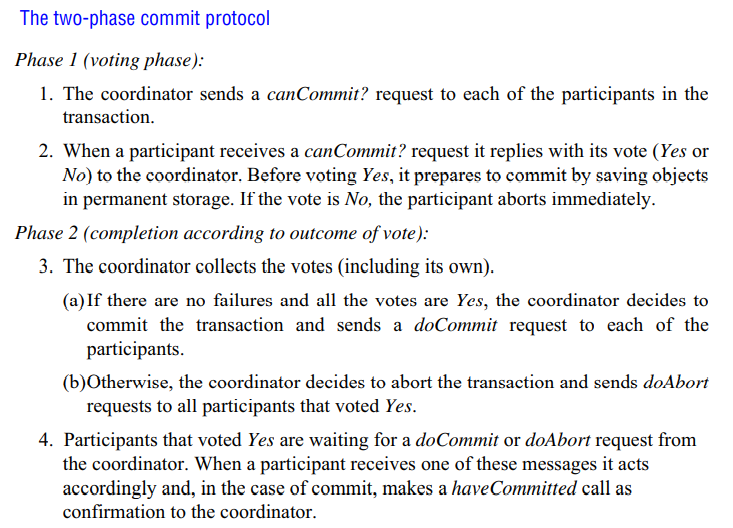 The two-phase commit protocol
Phase 1 (voting phase):
1. The coordinator sends a canCommit? request to each of the participants in the
transaction.
2. When a participant receives a canCommit? request it replies with its vote (Yes or
No) to the coordinator. Before voting Yes, it prepares to commit by saving objects
in permanent storage. If the vote is No, the participant aborts immediately.
Phase 2 (completion according to outcome of vote):
3. The coordinator collects the votes (including its own).
(a)If there are no failures and all the votes are Yes, the coordinator decides to
commit the transaction and sends a doCommit request to each of the
participants.
(b)Otherwise, the coordinator decides to abort the transaction and sends doAbort
requests to all participants that voted Yes.
4. Participants that voted Yes are waiting for a doCommit or doAbort request from
the coordinator. When a participant receives one of these messages it acts
accordingly and, in the case of commit, makes a haveCommitted call as
confirmation to the coordinator.